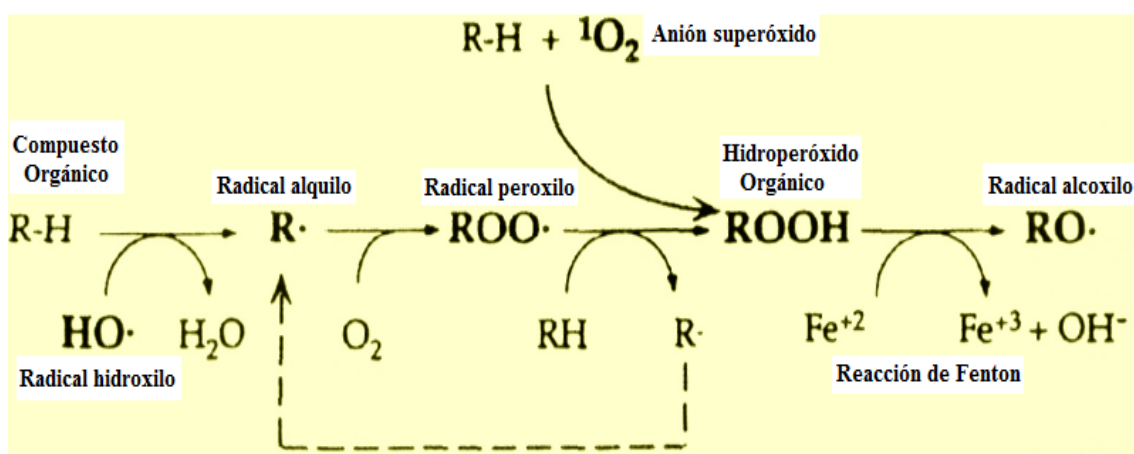 R-H + ¹O₂ Anión superóxido
Compuesto
Orgánico
Radical alquilo
Radical peroxilo
Hidroperóxido
Orgánico
Radical alcoxilo
R-H
R·
ROO·
ROOH
RO·
HO·
H₂O
O₂
RH
R·
Fe⁺²
Fe⁺³ + OH⁻
Radical hidroxilo
Reacción de Fenton